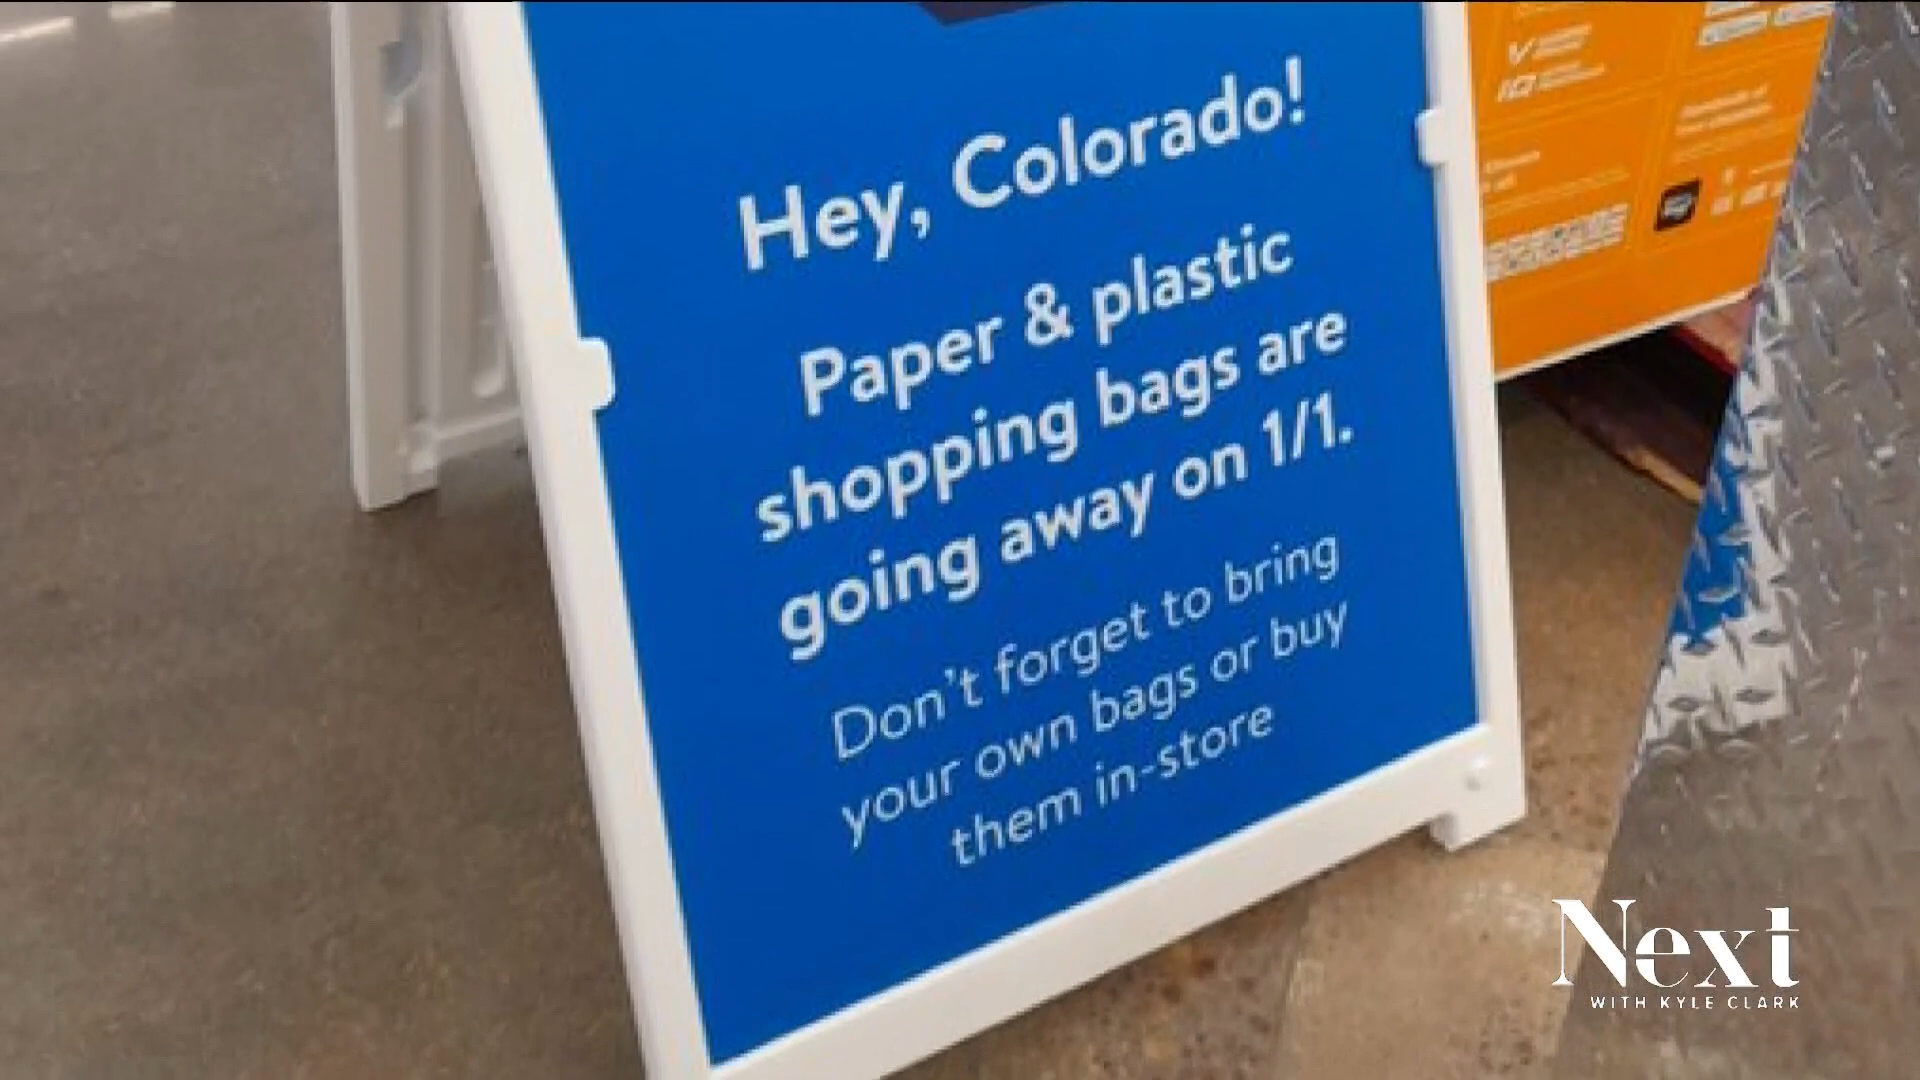 Hey, Colorado!
Paper & plastic
shopping bags are
going away on 1/1.
Don't forget to bring
your own bags or buy
them in-store
Next
WITH KYLE CLARK